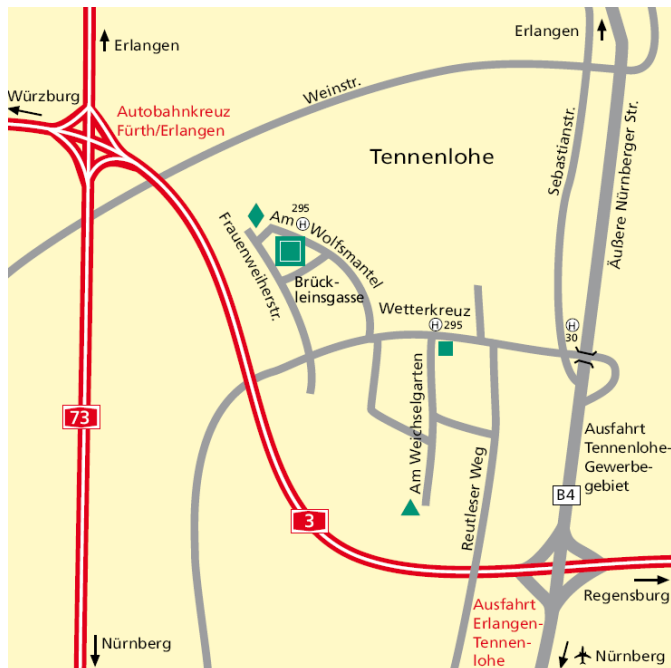 Erlangen
Erlangen
Würzburg
Autobahnkreuz
Fürth/Erlangen
Weinstr.
Sebastianstr.
Äußere Nürnberger Str.
Tennenlohe
295
H
Am Wolfsmantel
Frauenweiherstr.
Brück-
leinsgasse
Wetterkreuz
H 295
H
30
73
Am Weichselgarten
Reutleser Weg
Ausfahrt
Tennenlohe-
Gewerbe-
gebiet
B4
3
Regensburg
Ausfahrt
Erlangen-
Tennen-
lohe
Nürnberg
Nürnberg